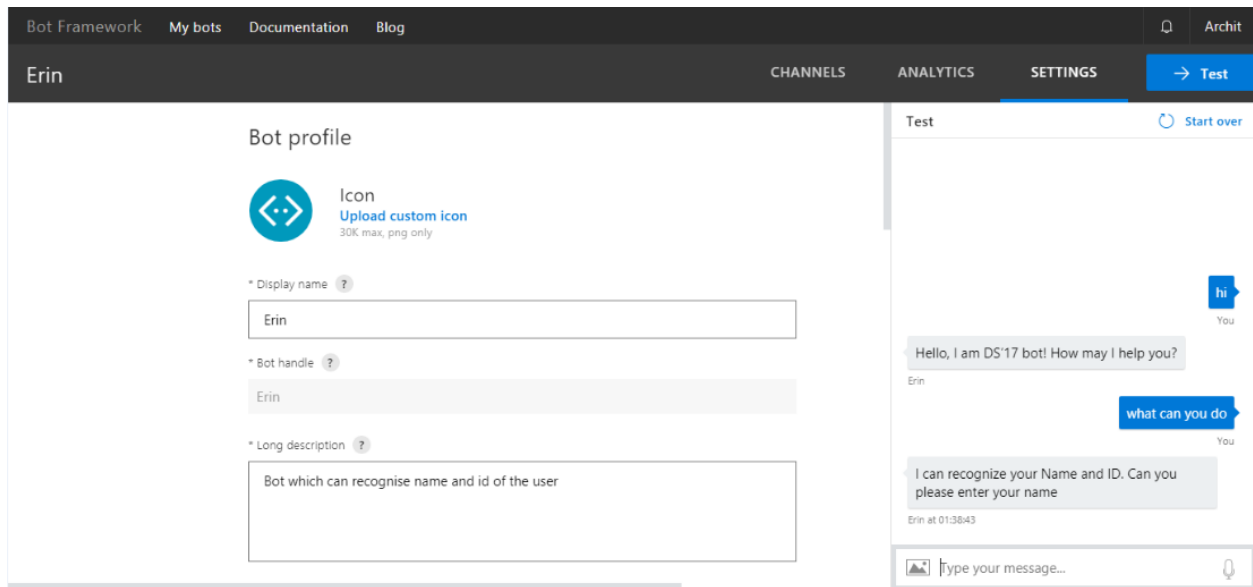 Bot Framework My bots Documentation Blog Archit
Erin CHANNELS ANALYTICS SETTINGS → Test
Bot profile
Icon
Upload custom icon
30K max, png only
* Display name ?
Erin
* Bot handle ?
Erin
* Long description ?
Bot which can recognise name and id of the user
Test Start over
hi
You
Hello, I am DS'17 bot! How may I help you?
Erin
what can you do
You
I can recognize your Name and ID. Can you
please enter your name
Erin at 01:38:43
Type your message...